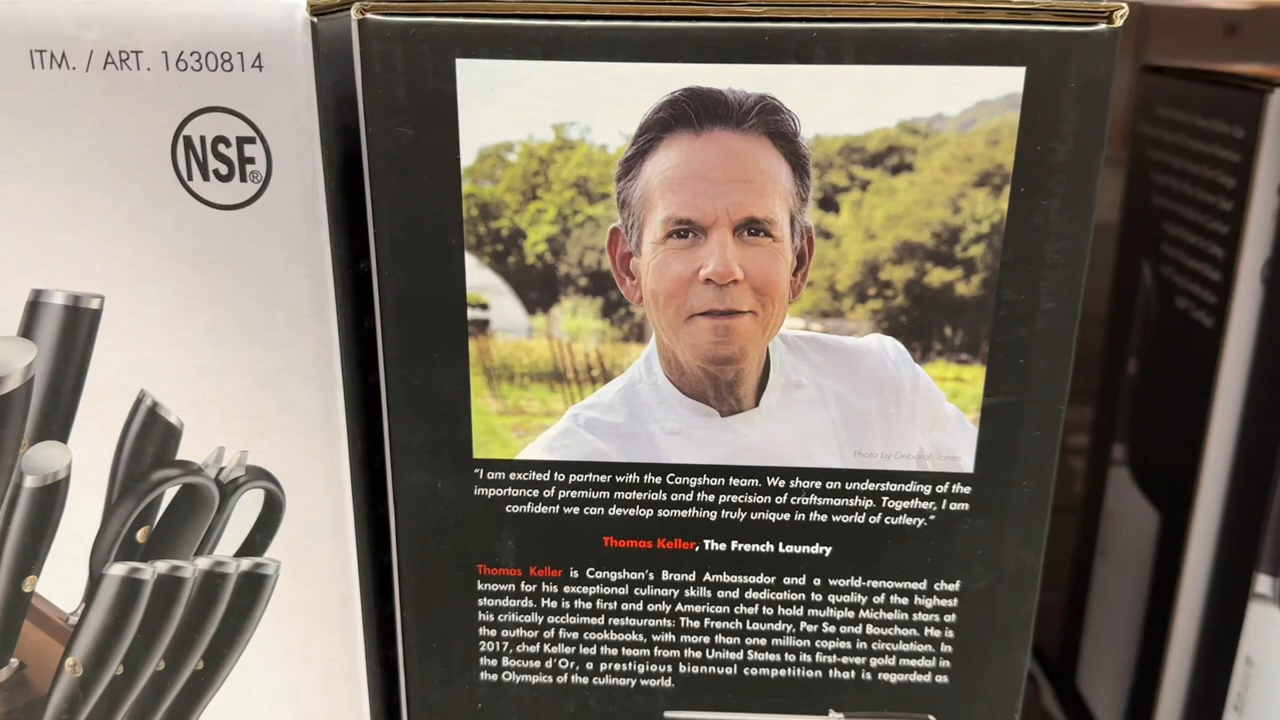 ITM. / ART. 1630814
NSF®
Photo by Deborah Jones
“I am excited to partner with the Cangshan team. We share an understanding of the
importance of premium materials and the precision of craftsmanship. Together, I am
confident we can develop something truly unique in the world of cutlery.”
Thomas Keller, The French Laundry
Thomas Keller is Cangshan’s Brand Ambassador and a world-renowned chef
known for his exceptional culinary skills and dedication to quality of the highest
standards. He is the first and only American chef to hold multiple Michelin stars at
his critically acclaimed restaurants: The French Laundry, Per Se and Bouchon. He is
the author of five cookbooks, with more than one million copies in circulation. In
2017, chef Keller led the team from the United States to its first-ever gold medal in
the Bocuse d’Or, a prestigious biannual competition that is regarded as
the Olympics of the culinary world.